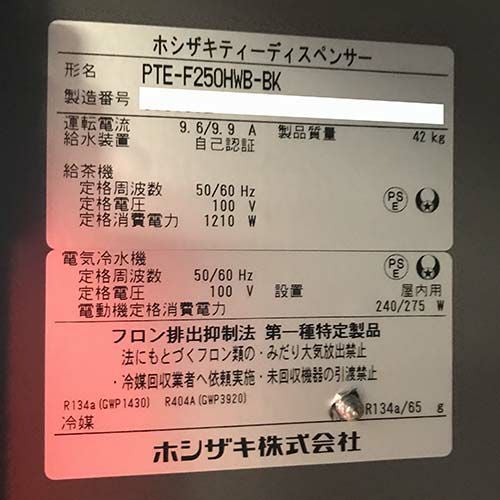 ホシザキティーディスペンサー
形名 PTE-F250HWB-BK
製造番号
運転電流 9.6/9.9 A 製品質量 42 kg
給水装置 自己認証
給茶機
定格周波数 50/60 Hz
定格電圧 100 V
定格消費電力 1210 W
PS E
電気冷水機
定格周波数 50/60 Hz
定格電圧 100 V 設置 屋内用
電動機定格消費電力 240/275 W
PS E
フロン排出抑制法 第一種特定製品
法にもとづくフロン類の・みだり大気放出禁止
・冷媒回収業者へ依頼実施・未回収機器の引渡禁止
R134a(GWP1430) R404A(GWP3920)
冷媒 R134a/65 g
ホシザキ株式会社